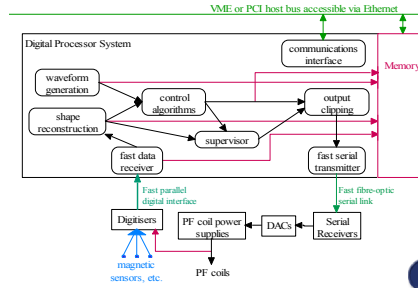 VME or PCI host bus accessible via Ethernet
Digital Processor System
communications
interface
Memory
waveform
generation
control
algorithms
output
clipping
shape
reconstruction
supervisor
fast data
receiver
fast serial
transmitter
Fast parallel
digital interface
Fast fibre-optic
serial link
Digitisers
PF coil power
supplies
DACs
Serial
Receivers
magnetic
sensors, etc.
PF coils